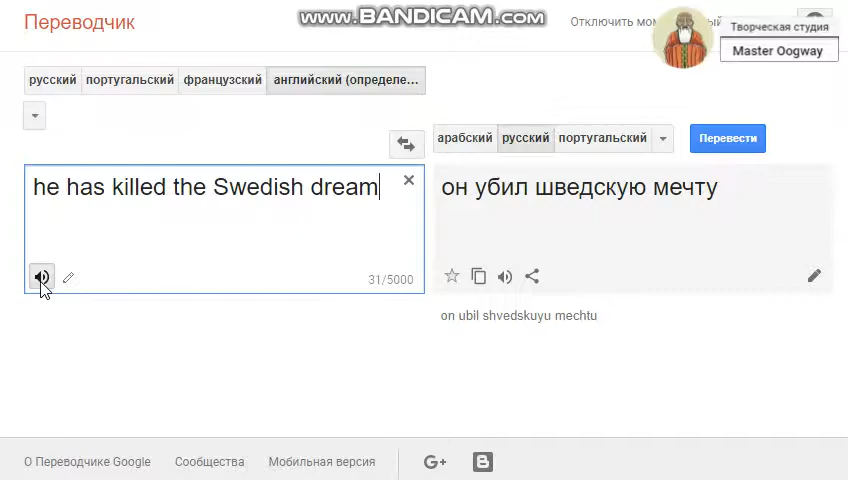 www.BANDICAM.com
Переводчик
Отключить мом
ый
Творческая студия
Master Oogway
русский
португальский
французский
английский (определе...
арабский
русский
португальский
Перевести
he has killed the Swedish dream
он убил шведскую мечту
31/5000
on ubil shvedskuyu mechtu
О Переводчике Google
Сообщества
Мобильная версия
G+
B